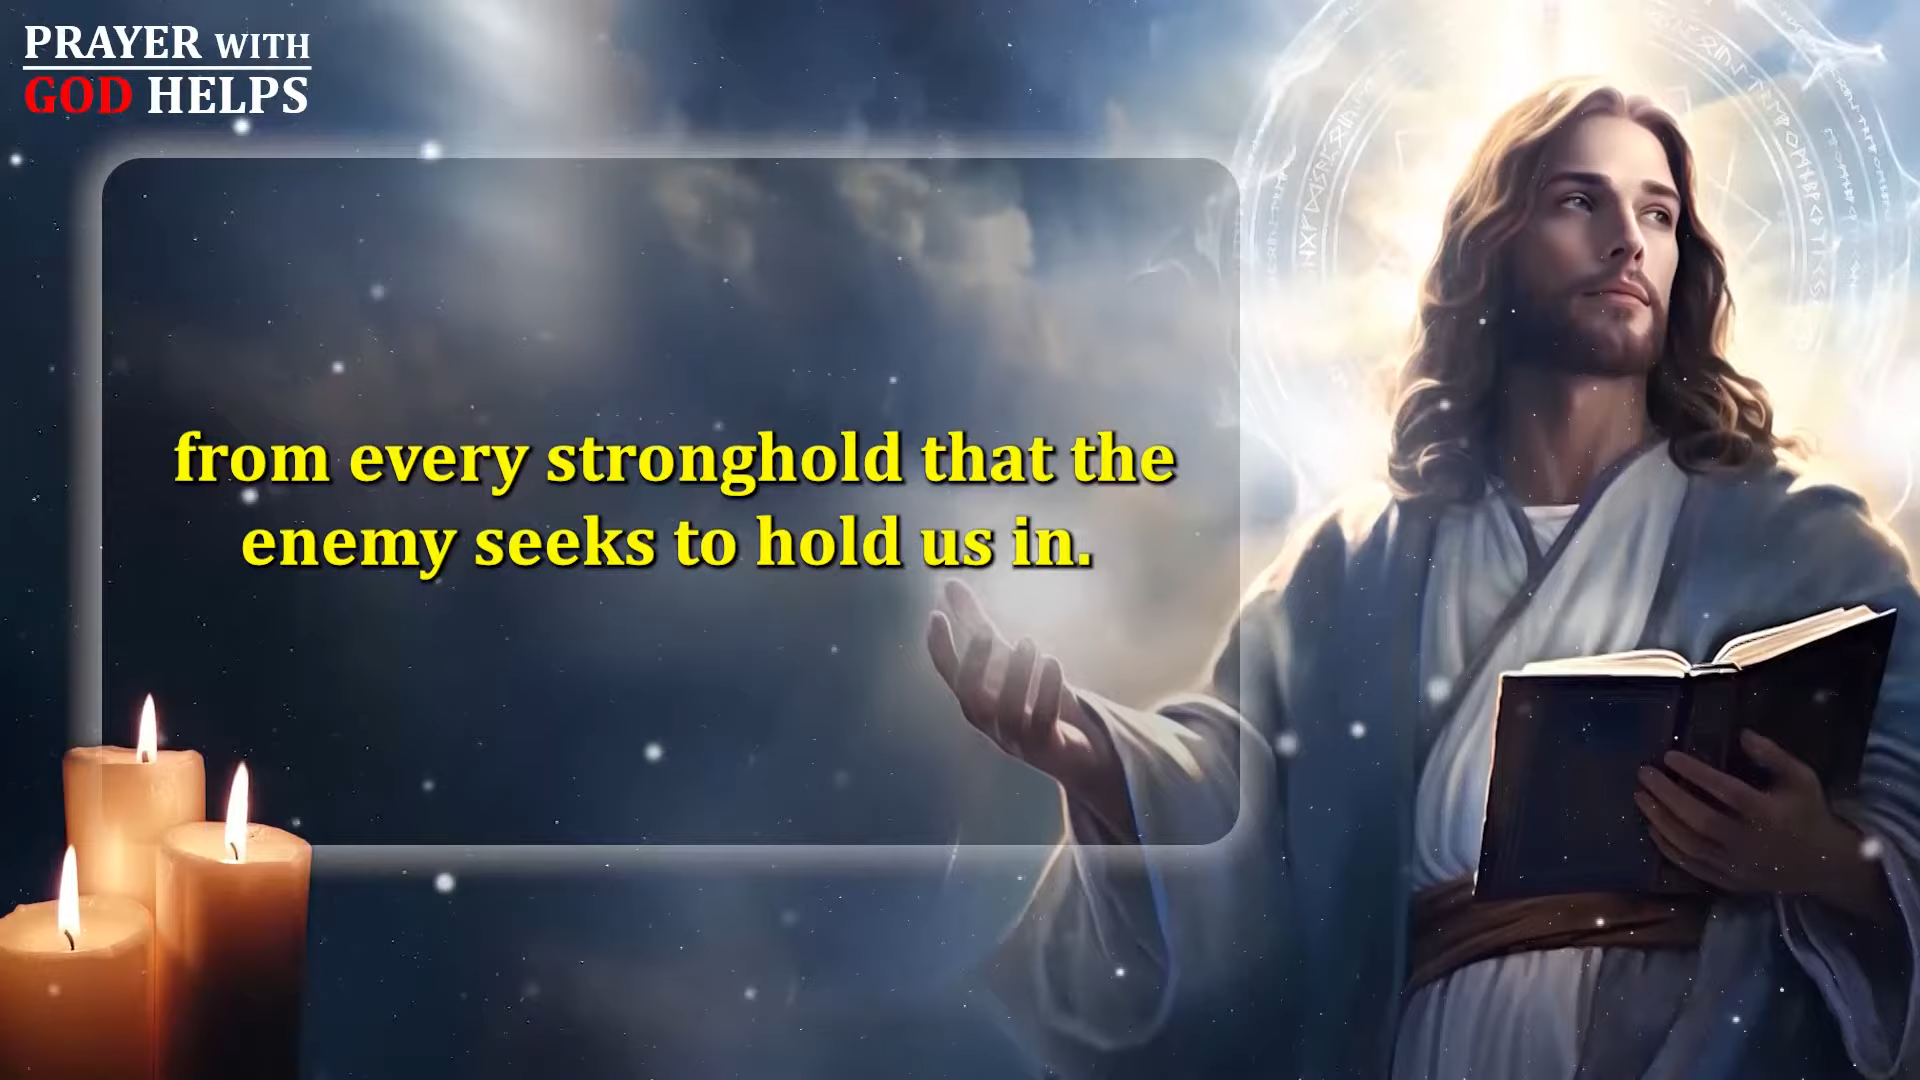 PRAYER WITH
GOD HELPS
from every stronghold that the
enemy seeks to hold us in.